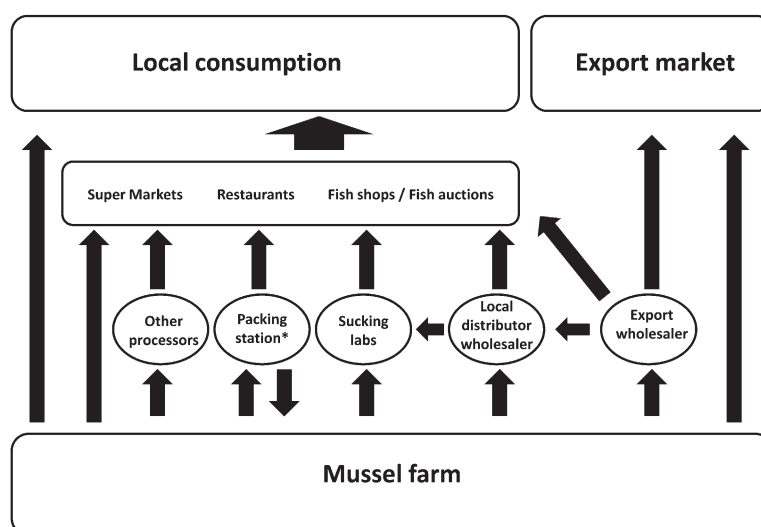 Local consumption
Export market
Super Markets
Restaurants
Fish shops / Fish auctions
Other
processors
Packing
station*
Sucking
labs
Local
distributor
wholesaler
Export
wholesaler
Mussel farm